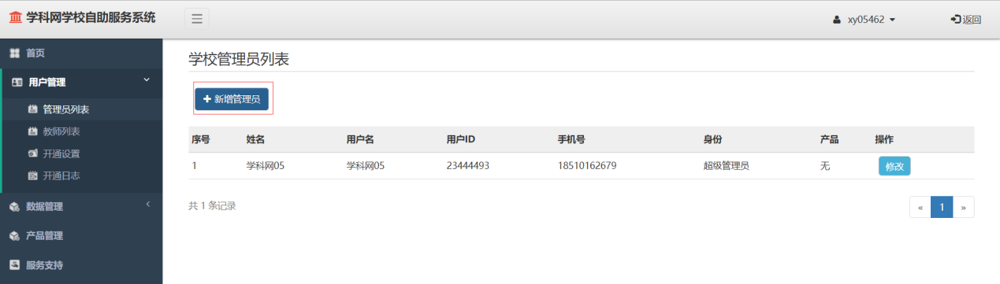 学科网学校自助服务系统
xy05462
返回
首页
用户管理
管理员列表
教师列表
开通设置
开通日志
数据管理
产品管理
服务支持
学校管理员列表
+ 新增管理员
序号 姓名 用户名 用户ID 手机号 身份 产品 操作
1 学科网05 学科网05 23444493 18510162679 超级管理员 无 修改
共 1 条记录
« 1 »